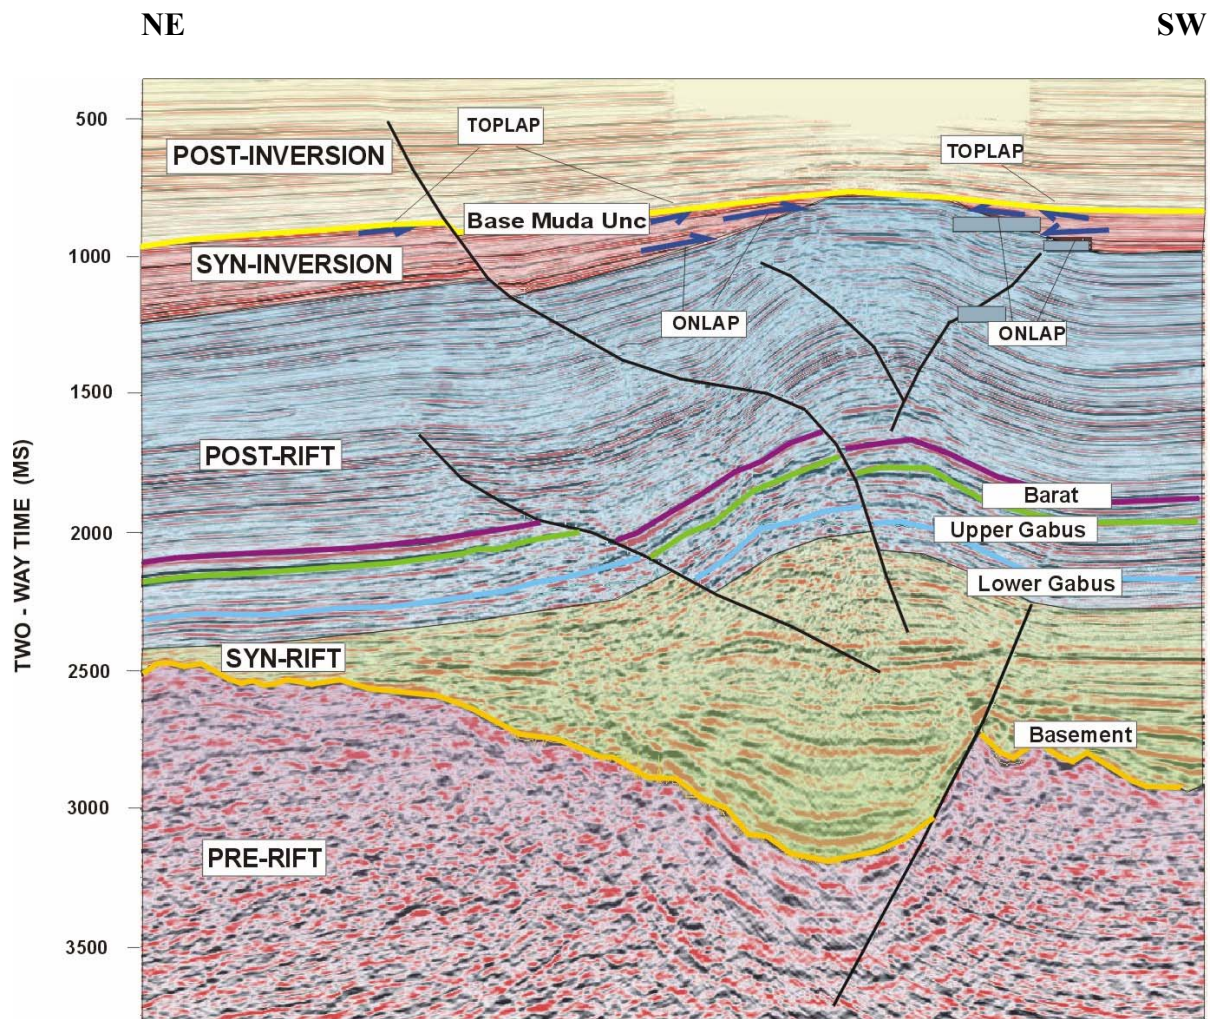 NE
SW
500
TOPLAP
POST-INVERSION
TOPLAP
Base Muda Unc
1000
SYN-INVERSION
ONLAP
ONLAP
1500
POST-RIFT
TWO - WAY TIME (MS)
Barat
2000
Upper Gabus
Lower Gabus
2500
SYN-RIFT
Basement
3000
PRE-RIFT
3500